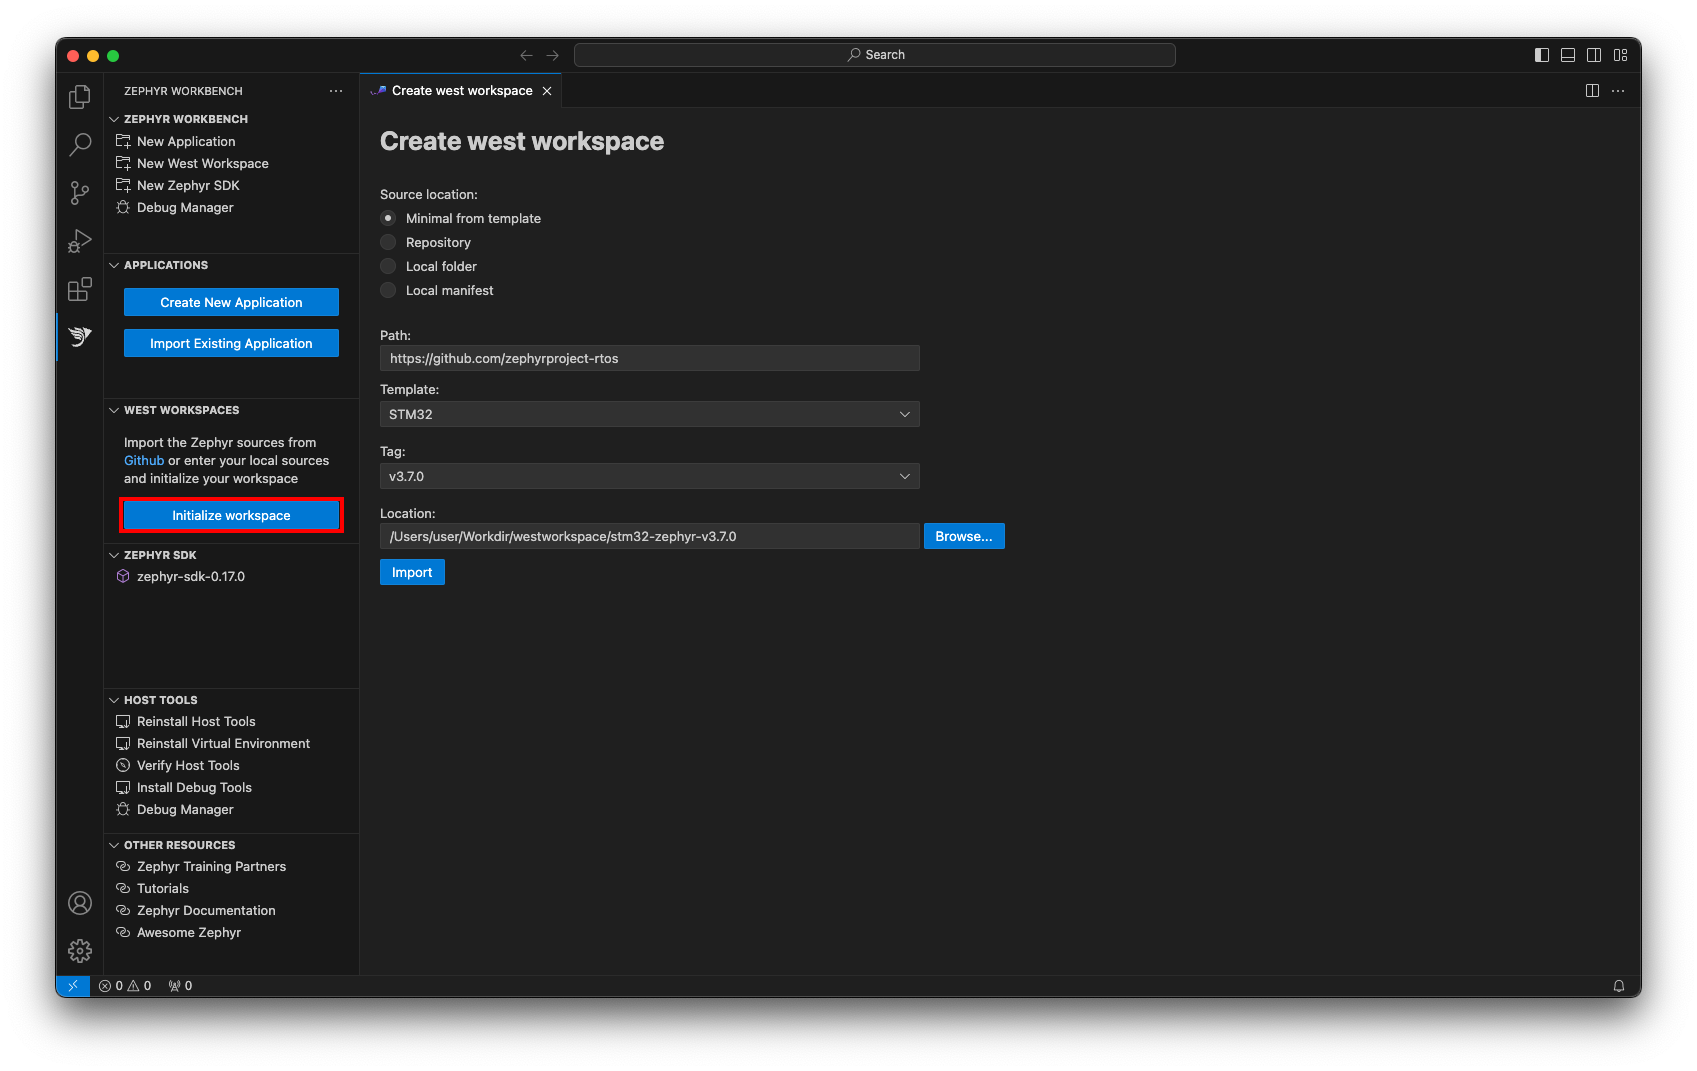 Search
ZEPHYR WORKBENCH
Create west workspace
ZEPHYR WORKBENCH
New Application
New West Workspace
New Zephyr SDK
Debug Manager
APPLICATIONS
Create New Application
Import Existing Application
WEST WORKSPACES
Import the Zephyr sources from
Github or enter your local sources
and initialize your workspace
Initialize workspace
ZEPHYR SDK
zephyr-sdk-0.17.0
HOST TOOLS
Reinstall Host Tools
Reinstall Virtual Environment
Verify Host Tools
Install Debug Tools
Debug Manager
OTHER RESOURCES
Zephyr Training Partners
Tutorials
Zephyr Documentation
Awesome Zephyr
Create west workspace
Source location:
Minimal from template
Repository
Local folder
Local manifest
Path:
https://github.com/zephyrproject-rtos
Template:
STM32
Tag:
v3.7.0
Location:
/Users/user/Workdir/westworkspace/stm32-zephyr-v3.7.0
Browse...
Import
0 0 0